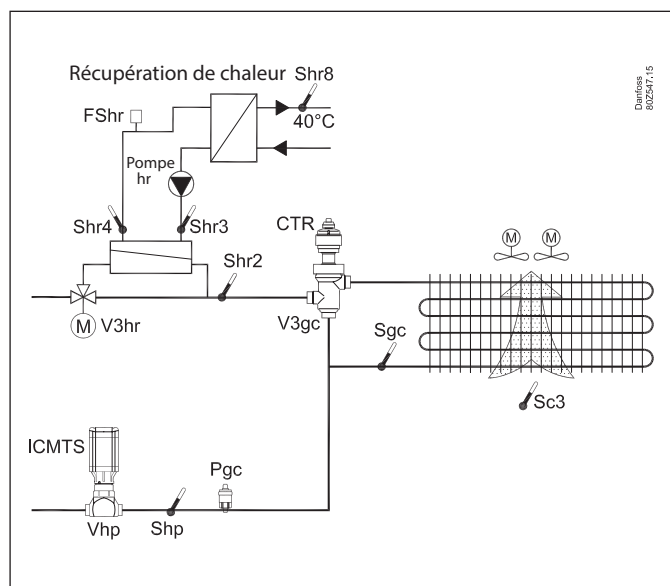 Récupération de chaleur
Shr8
FShr
40°C
Danfoss
80Z547.15
Pompe
hr
Shr4
Shr3
CTR
M
M
Shr2
M
V3hr
V3gc
Sgc
Sc3
ICMTS
Pgc
Vhp
Shp